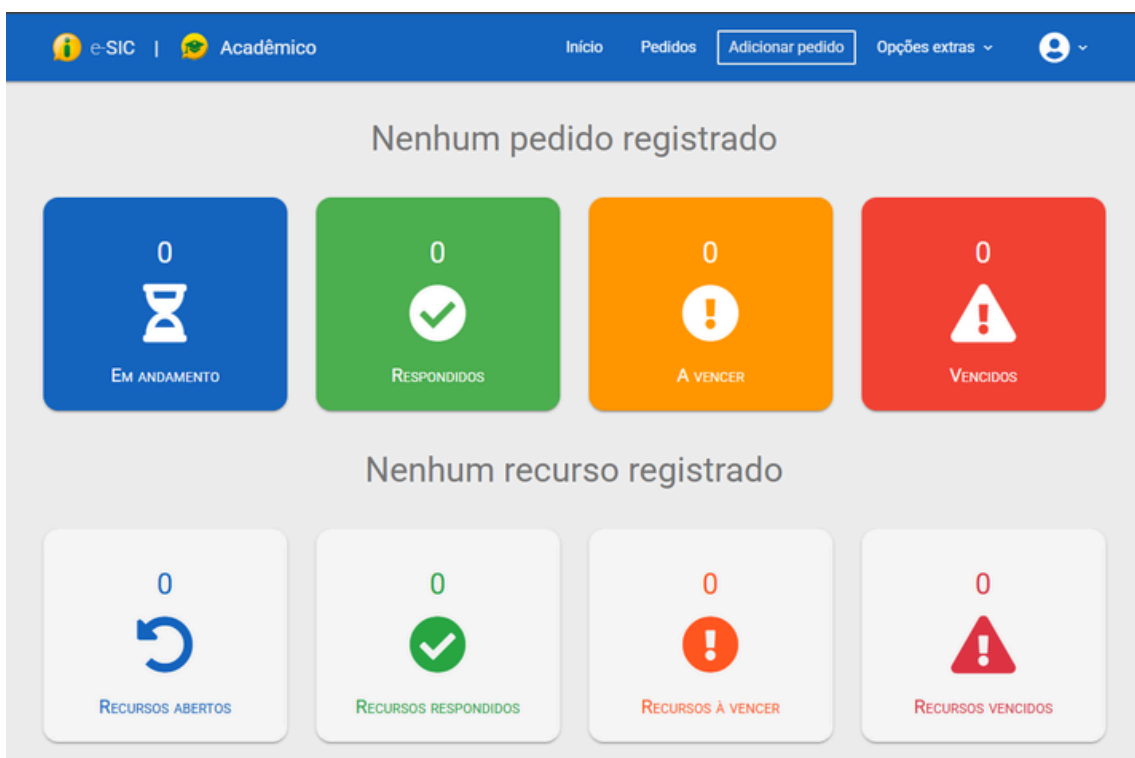 e-SIC | Acadêmico Início Pedidos Adicionar pedido Opções extras
Nenhum pedido registrado
0 0 0 0
Em andamento Respondidos A vencer Vencidos
Nenhum recurso registrado
0 0 0 0
Recursos abertos Recursos respondidos Recursos à vencer Recursos vencidos